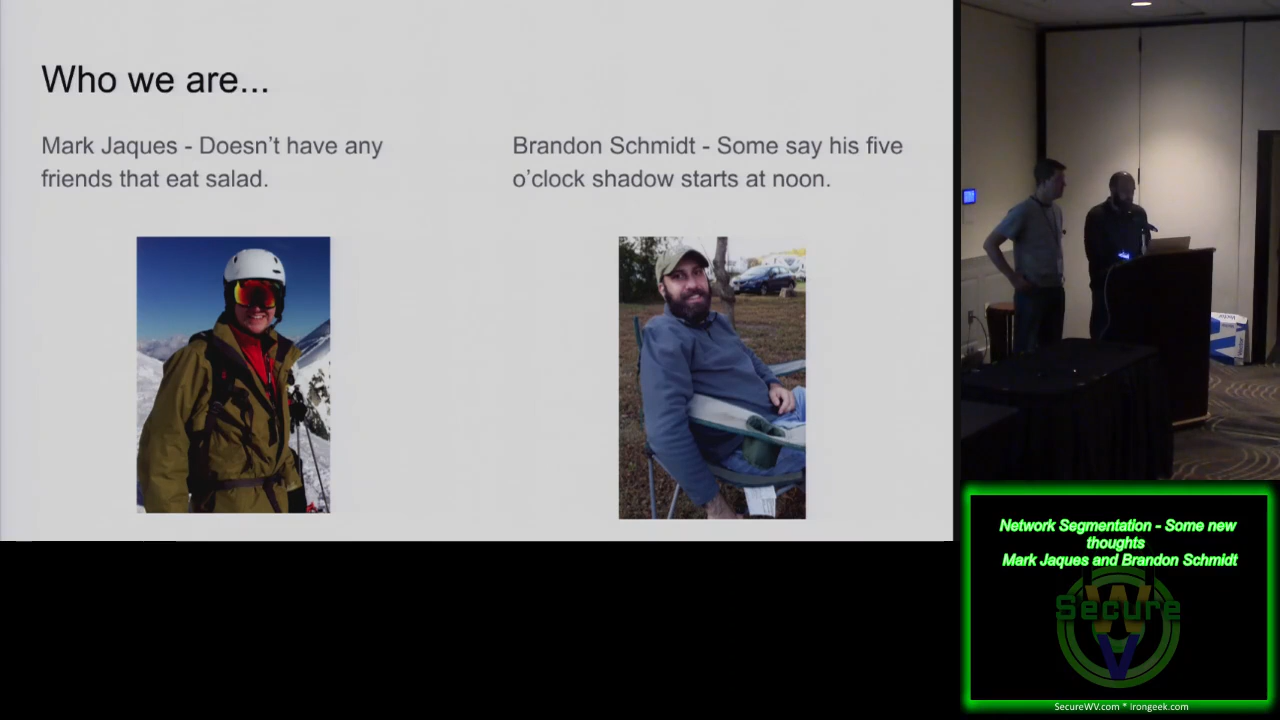 Who we are...
Mark Jaques - Doesn't have any
friends that eat salad.
Brandon Schmidt - Some say his five
o'clock shadow starts at noon.
Network Segmentation - Some new
thoughts
Mark Jaques and Brandon Schmidt
Secure
W
V
SecureWV.com * irongeek.com